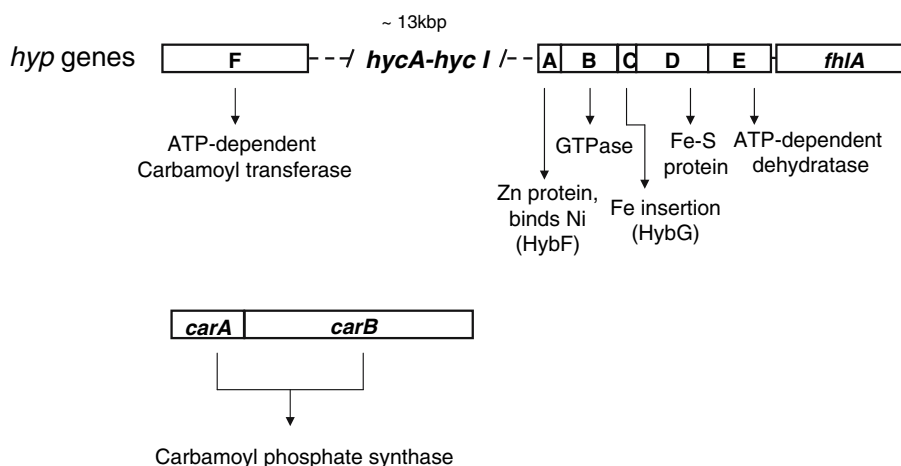 ~ 13kbp
hyp genes
F
hycA-hyc I
A B C D E fhlA
ATP-dependent
Carbamoyl transferase
GTPase
Fe-S
protein
ATP-dependent
dehydratase
Zn protein,
binds Ni
(HybF)
Fe insertion
(HybG)
carA carB
Carbamoyl phosphate synthase